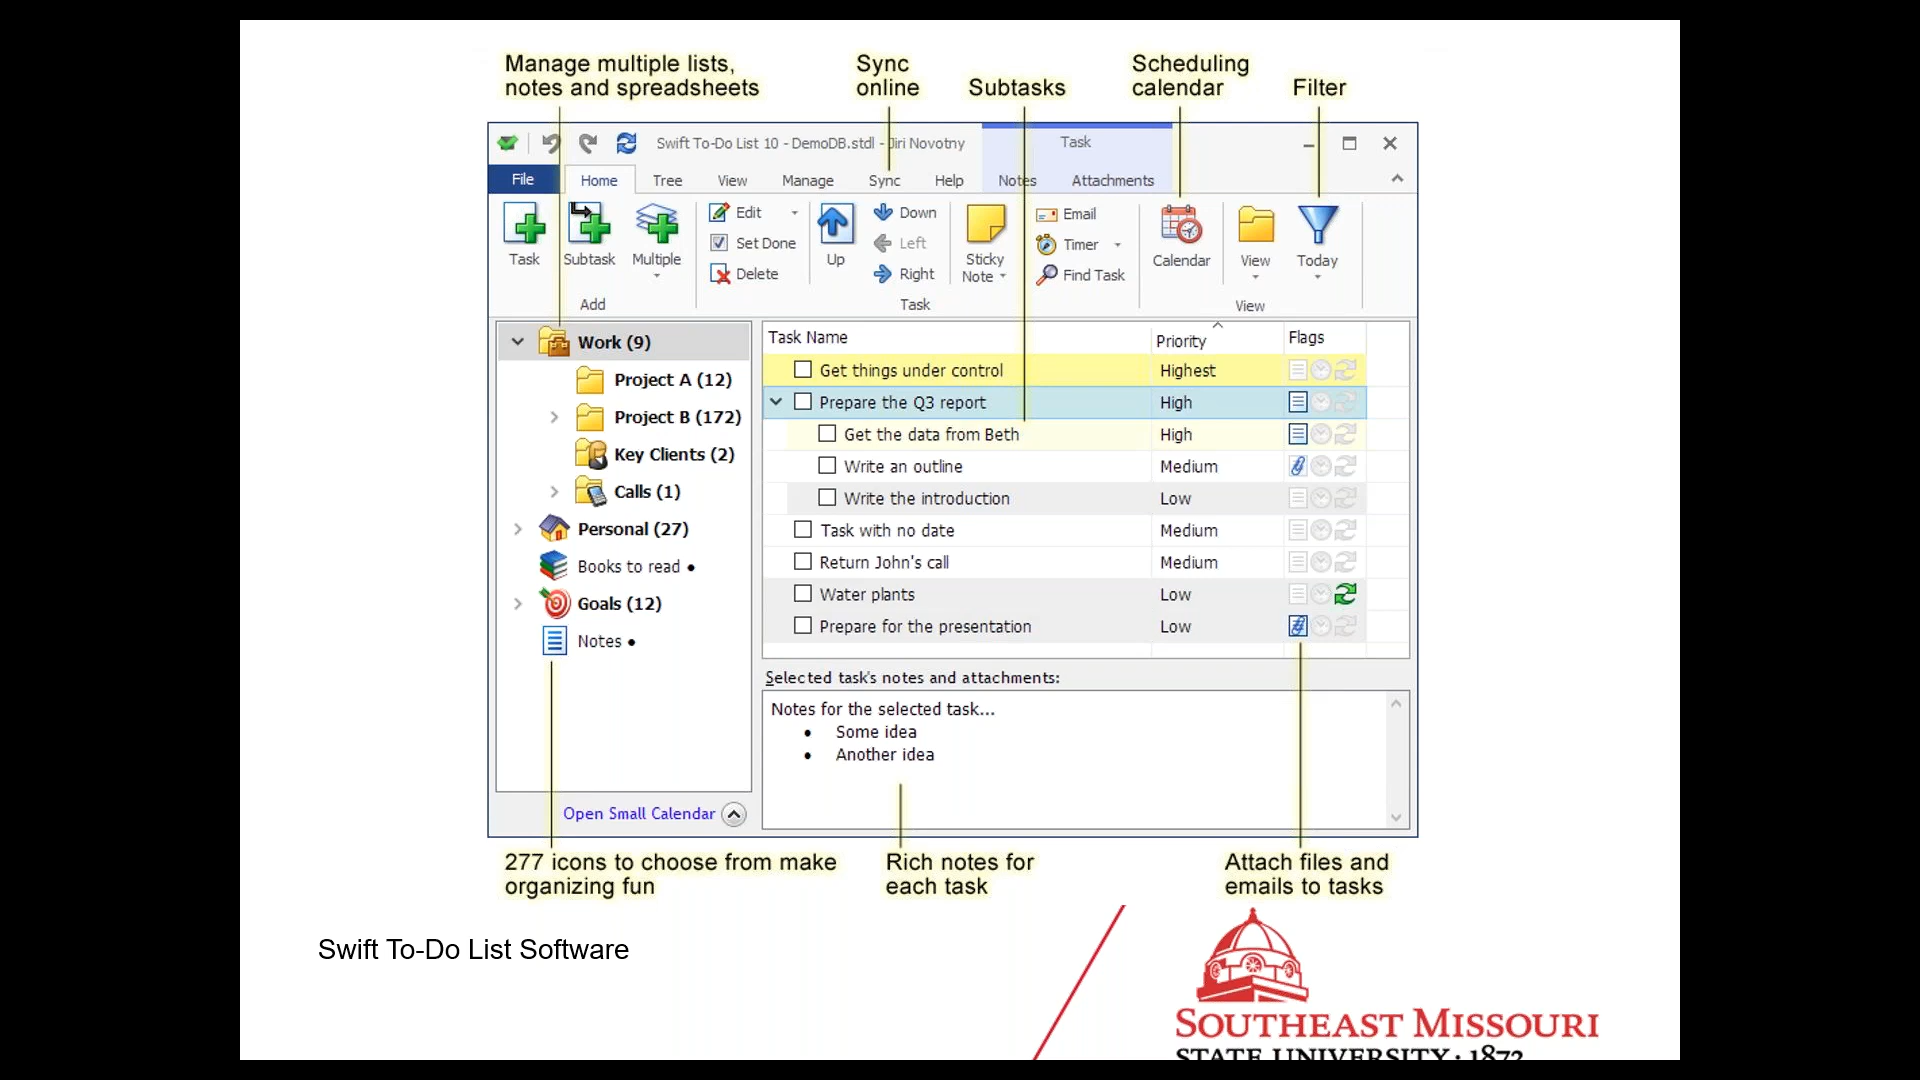 Manage multiple lists,
notes and spreadsheets
Sync
online
Subtasks
Scheduling
calendar
Filter
Swift To-Do List 10 - DemoDB.stdl - Jiri Novotny
Task
File
Home
Tree
View
Manage
Sync
Help
Notes
Attachments
Task
Subtask
Multiple
Add
Edit
Set Done
Delete
Up
Down
Left
Right
Sticky
Note
Task
Email
Timer
Find Task
Calendar
View
Today
View
Work (9)
Project A (12)
Project B (172)
Key Clients (2)
Calls (1)
Personal (27)
Books to read •
Goals (12)
Notes •
Open Small Calendar
Task Name Priority Flags
Get things under control Highest
Prepare the Q3 report High
Get the data from Beth High
Write an outline Medium
Write the introduction Low
Task with no date Medium
Return John's call Medium
Water plants Low
Prepare for the presentation Low
Selected task's notes and attachments:
Notes for the selected task...
• Some idea
• Another idea
277 icons to choose from make
organizing fun
Rich notes for
each task
Attach files and
emails to tasks
Swift To-Do List Software
SOUTHEAST MISSOURI
STATE UNIVERSITY · 1872